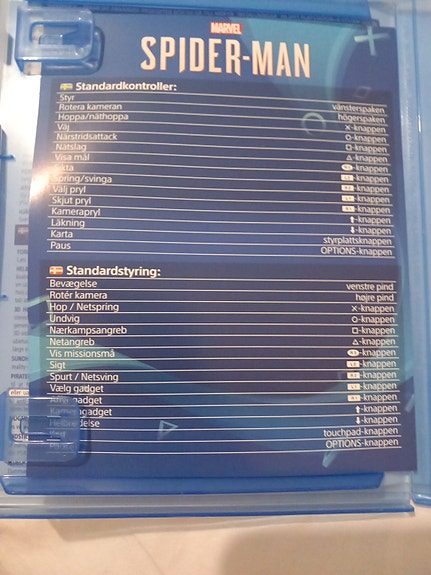 MARVEL
SPIDER-MAN
Standardkontroller:
Styr vänsterspaken
Rotera kameran högerspaken
Hoppa/näthoppa ×-knappen
Väj ○-knappen
Närstridsattack □-knappen
Nätslag △-knappen
Visa mål -knappen
Sikta -knappen
Spring/svinga -knappen
Välj pryl -knappen
Skjut pryl -knappen
Kamerapryl ↑-knappen
Läkning ↓-knappen
Karta styrplattsknappen
Paus OPTIONS-knappen
Standardstyring:
Bevægelse venstre pind
Rotér kamera højre pind
Hop / Netspring ×-knappen
Undvig ○-knappen
Nærkampsangreb □-knappen
Netangreb △-knappen
Vis missionsmå -knappen
Sigt -knappen
Spurt / Netsving -knappen
Vælg gadget -knappen
gadget -knappen
↑-knappen
↓-knappen
touchpad-knappen
OPTIONS-knappen